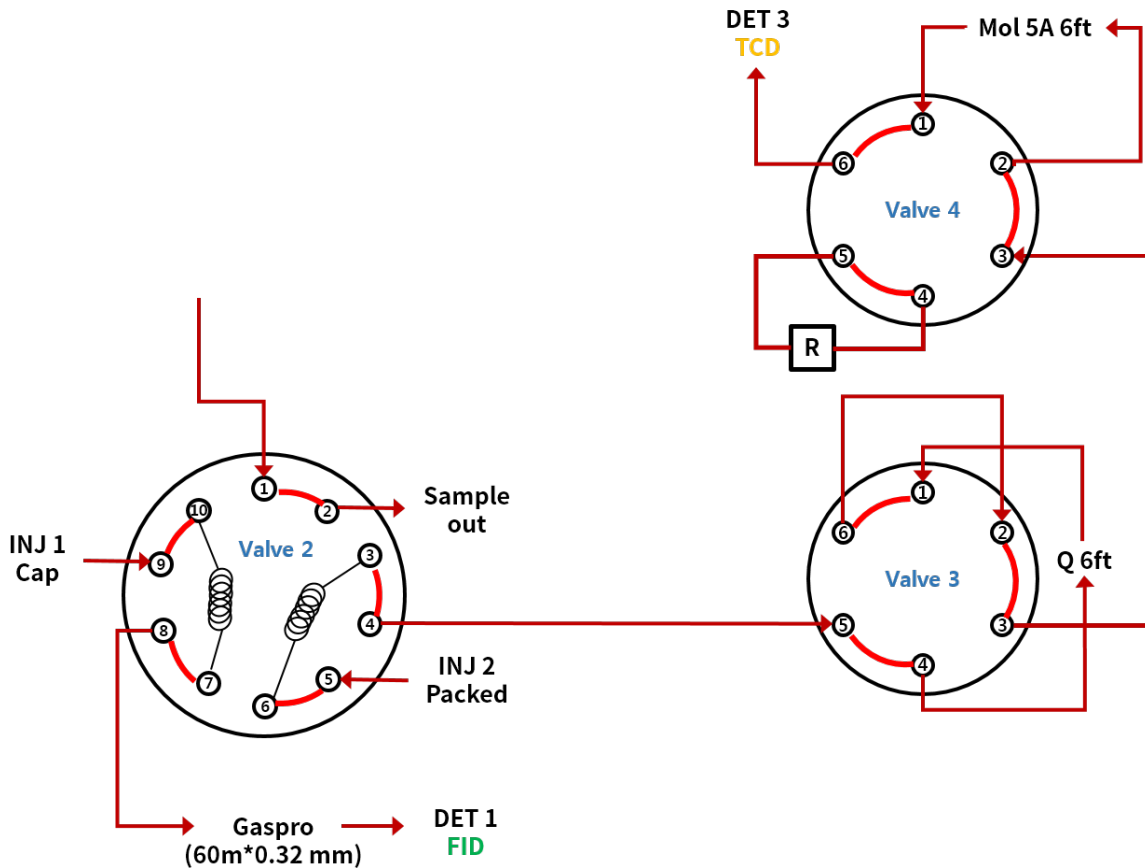 DET 3
TCD
Mol 5A 6ft
1
6
2
Valve 4
5
3
4
R
1
10
2
Sample
out
Valve 2
3
INJ 1
Cap
9
8
4
7
6
5
INJ 2
Packed
1
6
2
Valve 3
Q 6ft
5
3
4
Gaspro
(60m*0.32 mm)
DET 1
FID